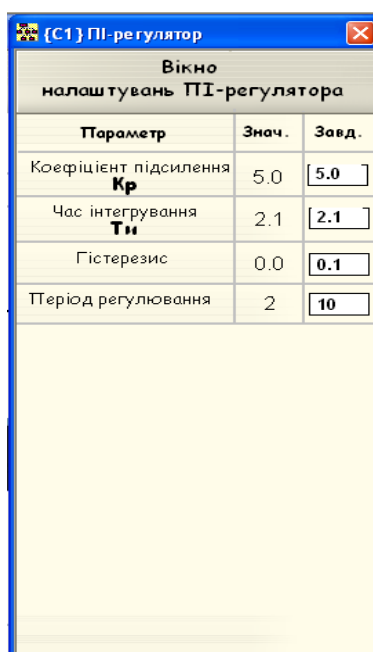 {C1} ПІ-регулятор
Вікно
налаштувань ПІ-регулятора
Параметр Знач. Завд.
Коефіцієнт підсилення
Кр 5.0 5.0
Час інтегрування
Ти 2.1 2.1
Гістерезис 0.0 0.1
Період регулювання 2 10